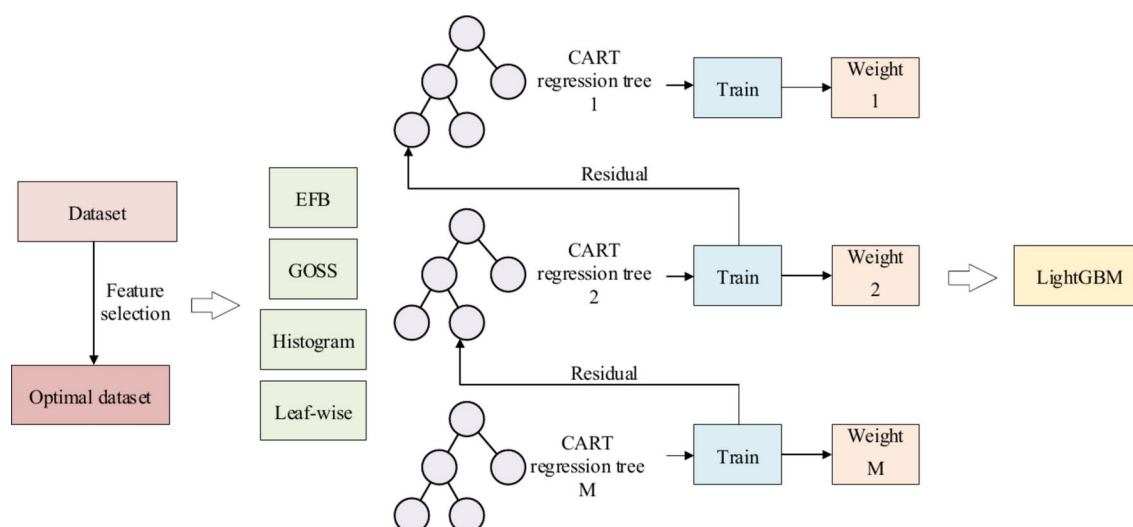 Dataset
Feature
selection
Optimal dataset
EFB
GOSS
Histogram
Leaf-wise
CART
regression tree
1
Train
Weight
1
Residual
CART
regression tree
2
Train
Weight
2
Residual
CART
regression tree
M
Train
Weight
M
LightGBM